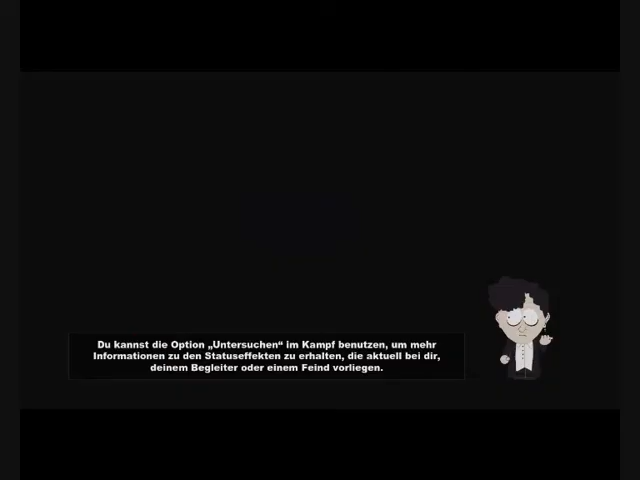 Du kannst die Option „Untersuchen“ im Kampf benutzen, um mehr
Informationen zu den Statuseffekten zu erhalten, die aktuell bei dir,
deinem Begleiter oder einem Feind vorliegen.